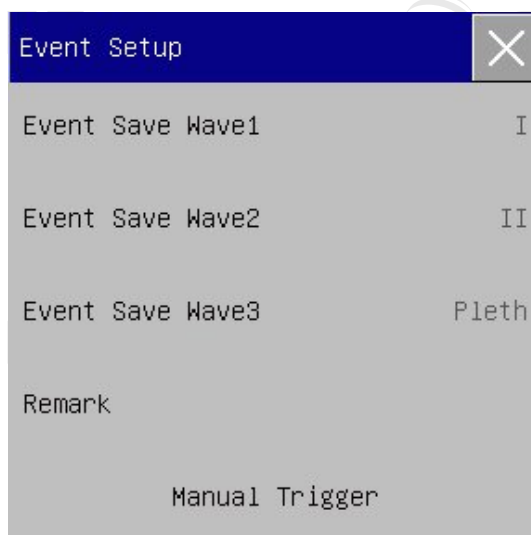 Event Setup
Event Save Wave1 I
Event Save Wave2 II
Event Save Wave3 Pleth
Remark
Manual Trigger